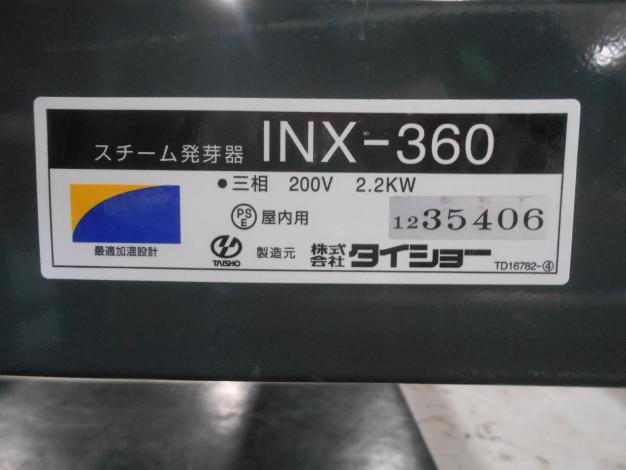 スチーム発芽器 INX-360
●三相 200V 2.2KW
PSE 屋内用
1235406
最適加温設計
TAISHO 製造元 株式会社 タイショー
TD16782-④